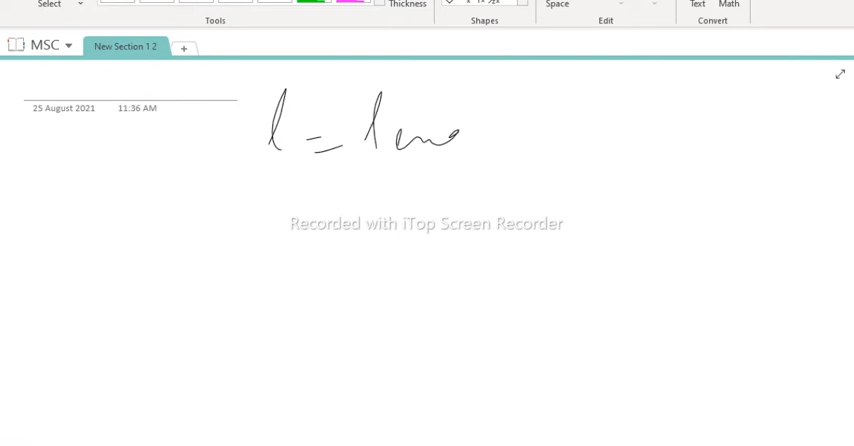 Select
Thickness
Space
Text Math
Tools
Shapes
Edit
Convert
MSC
New Section 1 2
+
25 August 2021 11:36 AM
l =
Recorded with iTop Screen Recorder